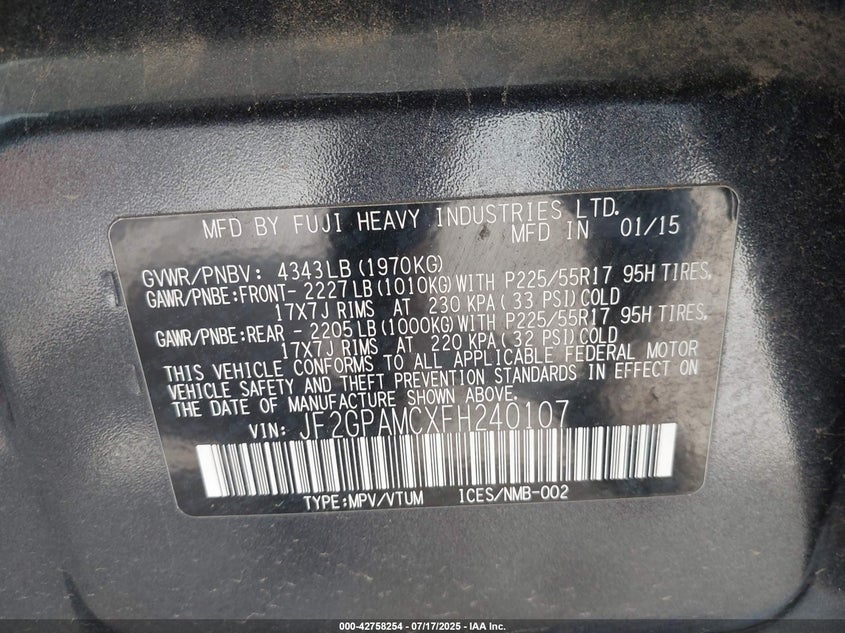 MFD BY FUJI HEAVY INDUSTRIES LTD.
MFD IN 01/15
GVWR/PNBV: 4343LB(1970KG)
GAWR/PNBE:FRONT- 2227LB(1010KG)WITH P225/55R17 95H TIRES,
17X7J RIMS AT 230 KPA(33 PSI)COLD
GAWR/PNBE:REAR - 2205LB(1000KG)WITH P225/55R17 95H TIRES,
17X7J RIMS AT 220 KPA(32 PSI)COLD
THIS VEHICLE CONFORMS TO ALL APPLICABLE FEDERAL MOTOR
VEHICLE SAFETY AND THEFT PREVENTION STANDARDS IN EFFECT ON
THE DATE OF MANUFACTURE SHOWN ABOVE.
VIN: JF2GPAMCXFH240107
TYPE:MPV/VTUM ICES/NMB-002
000-42758254 - 07/17/2025 - IAA Inc.